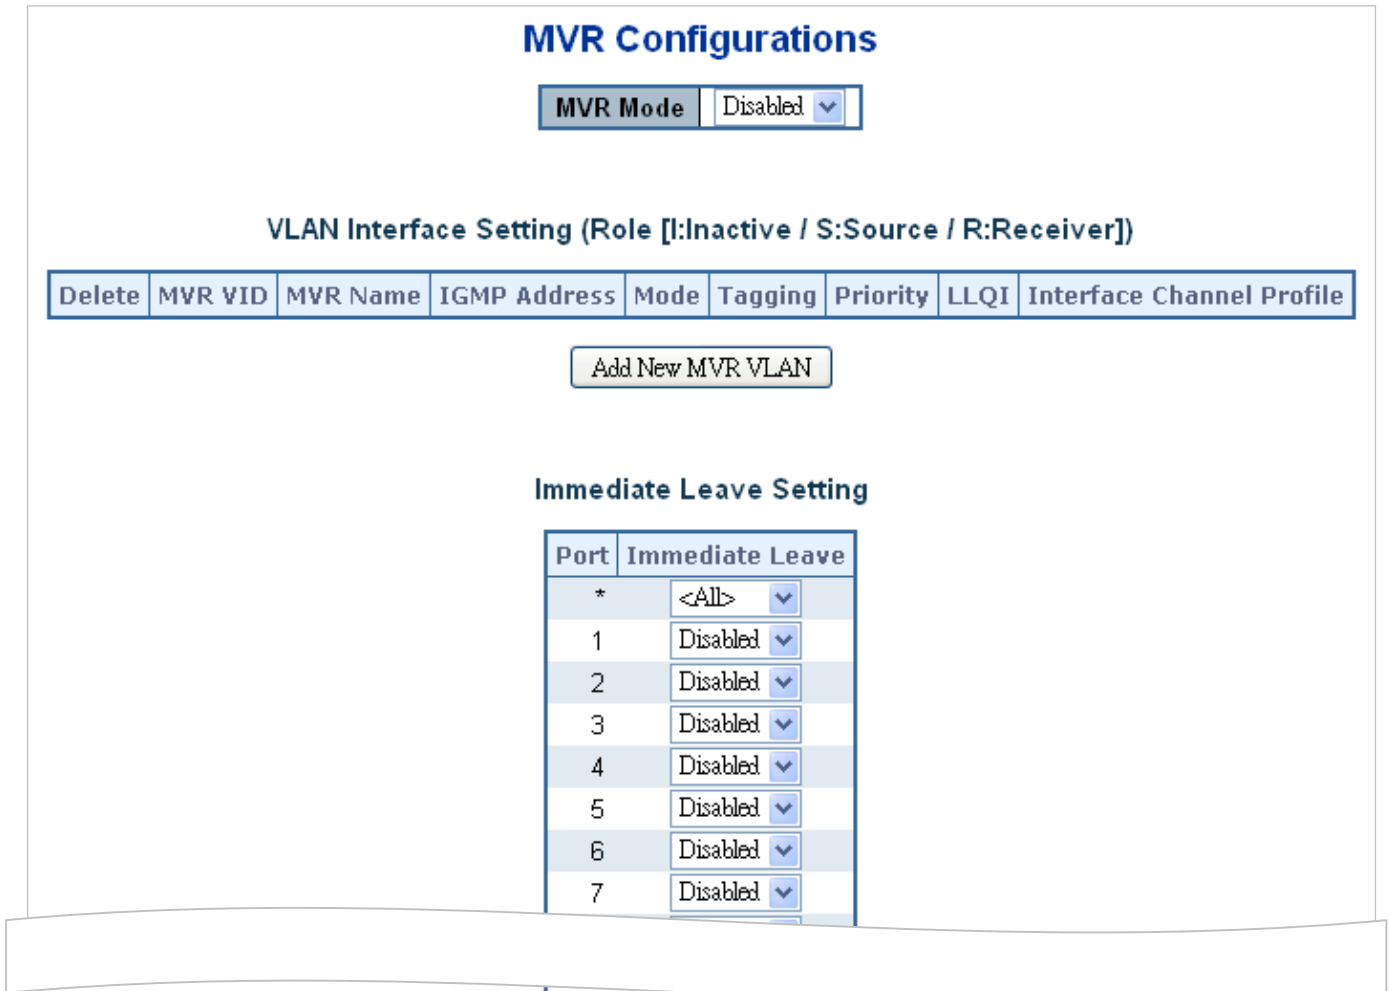 MVR Configurations
MVR Mode Disabled
VLAN Interface Setting (Role [I:Inactive / S:Source / R:Receiver])
Delete MVR VID MVR Name IGMP Address Mode Tagging Priority LLQI Interface Channel Profile
Add New MVR VLAN
Immediate Leave Setting
Port Immediate Leave
* <All>
1 Disabled
2 Disabled
3 Disabled
4 Disabled
5 Disabled
6 Disabled
7 Disabled